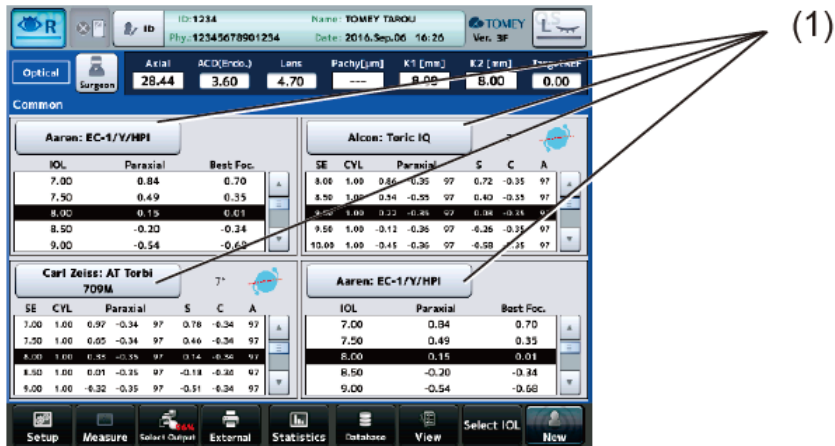 (1)
R
ID
ID:1234 Name: TOMEY TAROU
Phy.:12345678901234 Date: 2016.Sep.06 16:26
TOMEY
Ver. 3F
L
Optical
Surgeon
Axial ACD(Endo.) Lens Pachy[µm] K1 [mm] K2 [mm]
28.44 3.60 4.70 --- 8.00 0.00
Common
Aaren: EC-1/Y/HPI
IOL Paraxial Best Foc.
7.00 0.84 0.70
7.50 0.49 0.35
8.00 0.15 0.01
8.50 -0.20 -0.34
9.00 -0.54
Alcon: Toric IQ
SE CYL Paraxial S C A
8.00 1.00 0.86 -0.35 97 0.72 -0.35 97
8.50 1.00 0.54 -0.35 97 0.40 -0.35 97
9.50 1.00 -0.12 -0.36 97 -0.26 -0.35 97
10.00 1.00 -0.45 -0.36 97 -0.58 -0.35 97
Carl Zeiss: AT Torbi
709M
7°
SE CYL Paraxial S C A
7.00 1.00 0.97 -0.34 97 0.78 -0.34 97
7.50 1.00 0.65 -0.34 97 0.46 -0.34 97
8.00 1.00 0.33 -0.35 97 0.14 -0.34 97
8.50 1.00 0.01 -0.35 97 -0.18 -0.34 97
9.00 1.00 -0.32 -0.35 97 -0.51 -0.34 97
Aaren: EC-1/Y/HPI
IOL Paraxial Best Foc.
7.00 0.84 0.70
7.50 0.49 0.35
8.00 0.15 0.01
8.50 -0.20 -0.34
9.00 -0.54 -0.68
Setup Measure Select Output External Statistics Database View Select IOL New